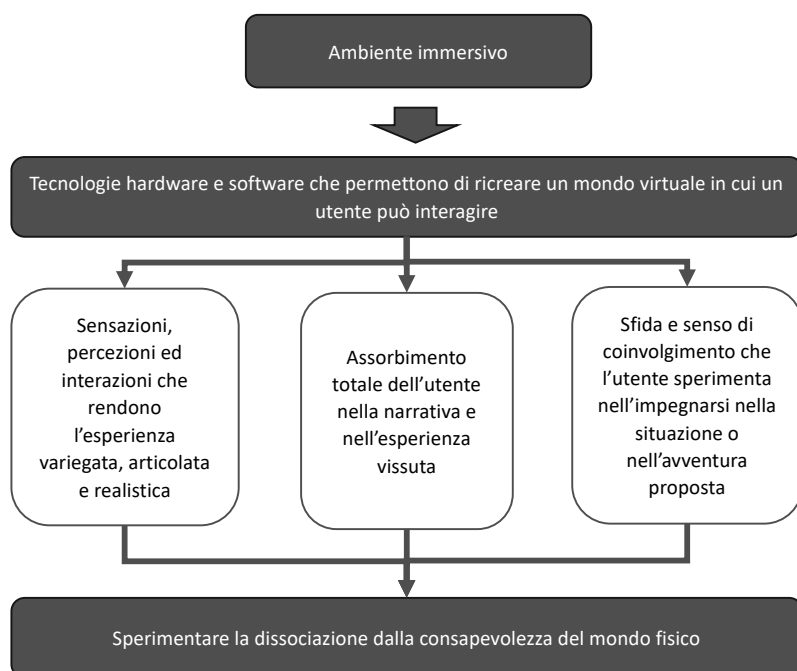 Ambiente immersivo
Tecnologie hardware e software che permettono di ricreare un mondo virtuale in cui un
utente può interagire
Sensazioni,
percezioni ed
interazioni che
rendono
l’esperienza
variegata, articolata
e realistica
Assorbimento
totale dell’utente
nella narrativa e
nell’esperienza
vissuta
Sfida e senso di
coinvolgimento che
l’utente sperimenta
nell’impegnarsi nella
situazione o
nell’avventura
proposta
Sperimentare la dissociazione dalla consapevolezza del mondo fisico